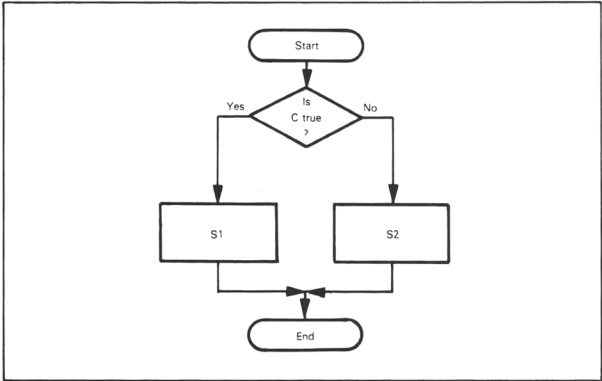 Start
Is
C true
?
Yes
No
S1
S2
End